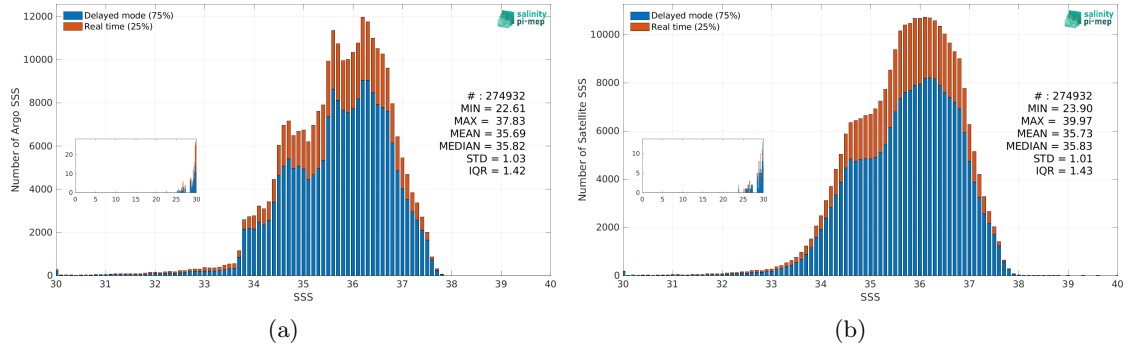 Delayed mode (75%)
Real time (25%)
salinity
pi-mep
Number of Argo SSS
12000
10000
8000
6000
4000
2000
0
# : 274932
MIN = 22.61
MAX = 37.83
MEAN = 35.69
MEDIAN = 35.82
STD = 1.03
IQR = 1.42
20
10
0
0 5 10 15 20 25 30
30 31 32 33 34 35 36 37 38 39 40
SSS
(a)
Delayed mode (75%)
Real time (25%)
salinity
pi-mep
Number of Satellite SSS
10000
8000
6000
4000
2000
0
# : 274932
MIN = 23.90
MAX = 39.97
MEAN = 35.73
MEDIAN = 35.83
STD = 1.01
IQR = 1.43
10
5
0
0 5 10 15 20 25 30
30 31 32 33 34 35 36 37 38 39 40
SSS
(b)